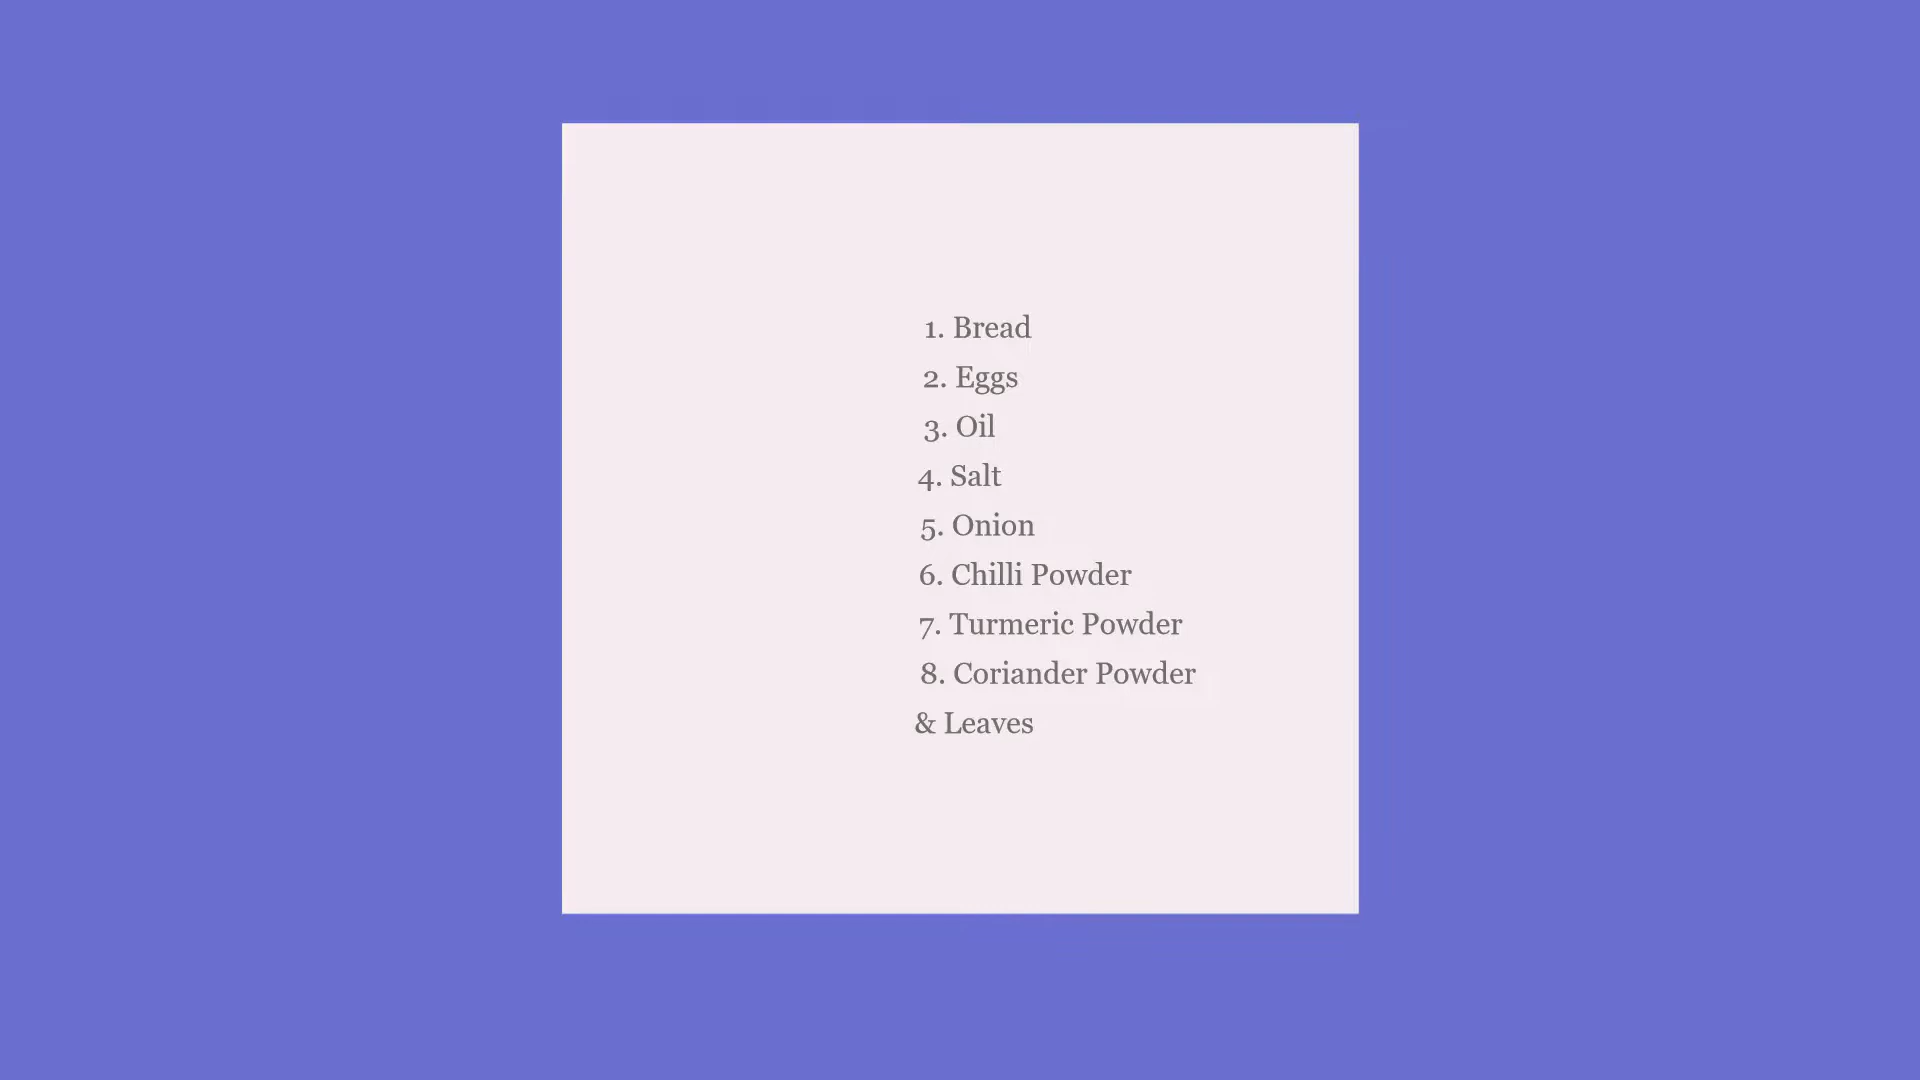 1. Bread
2. Eggs
3. Oil
4. Salt
5. Onion
6. Chilli Powder
7. Turmeric Powder
8. Coriander Powder
& Leaves